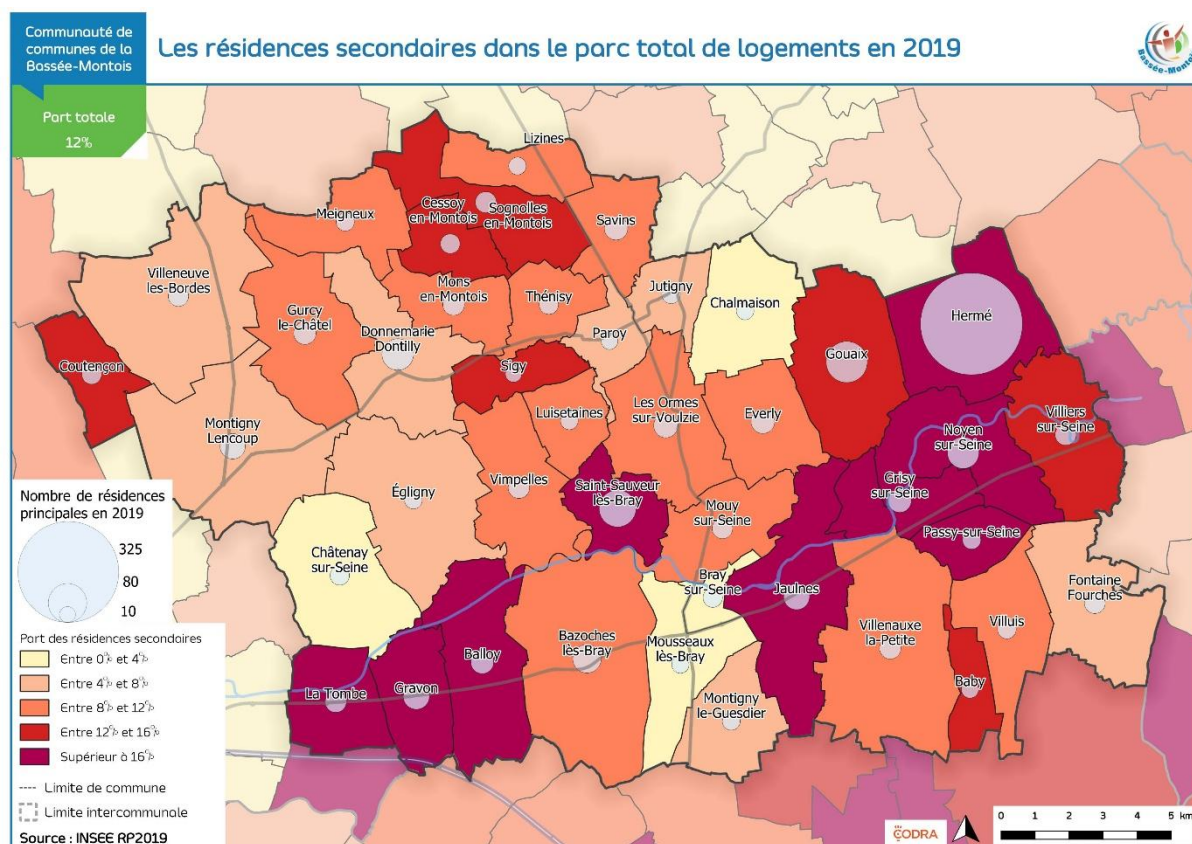 Communauté de
communes de la
Bassée-Montois
Les résidences secondaires dans le parc total de logements en 2019
Bassée-Montois
Part totale
12%
Lizines
Cessoy
en-Montois
Sognolles
en-Montois
Meigneux
Savins
Villeneuve
les-Bordes
Mons
en-Montois
Thénisy
Jutigny
Chalmaison
Hermé
Gurcy
le-Châtel
Donnemarie
Dontilly
Paroy
Gouaix
Coutençon
Sigy
Luisetaines
Les Ormes
sur-Voulzie
Everly
Villiers
sur-Seine
Montigny
Lencoup
Noyen
sur-Seine
Égligny
Vimpelles
Saint-Sauveur
lès-Bray
Grisy
sur-Seine
Mouy
sur-Seine
Passy-sur-Seine
Châtenay
sur-Seine
Bray
sur-Seine
Jaulnes
Fontaine
Fourches
Bazoches
lès-Bray
Mousseaux
lès-Bray
Villenauxe
la-Petite
Villuis
Balloy
La Tombe
Gravon
Baby
Montigny
le-Guesdier
Nombre de résidences
principales en 2019
325
80
10
Part des résidences secondaires
Entre 0% et 4%
Entre 4% et 8%
Entre 8% et 12%
Entre 12% et 16%
Supérieur à 16%
Limite de commune
Limite intercommunale
Source : INSEE RP2019
CODRA
0 1 2 3 4 5 km